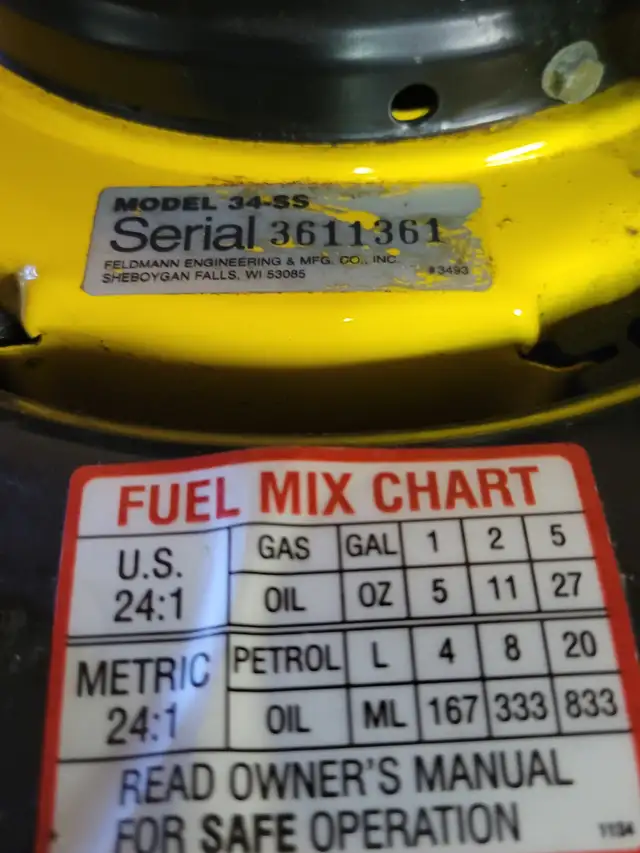 MODEL 34-SS
Serial 3611361
FELDMANN ENGINEERING & MFG. CO., INC.
SHEBOYGAN FALLS, WI 53085 #3493
FUEL MIX CHART
U.S. 24:1 GAS GAL 1 2 5
OIL OZ 5 11 27
METRIC 24:1 PETROL L 4 8 20
OIL ML 167 333 833
READ OWNER'S MANUAL
FOR SAFE OPERATION 1134